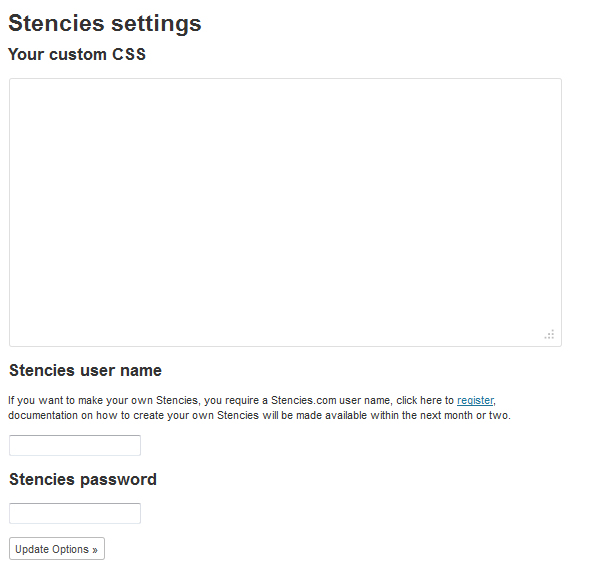 Stencies settings
Your custom CSS
Stencies user name
If you want to make your own Stencies, you require a Stencies.com user name, click here to register,
documentation on how to create your own Stencies will be made available within the next month or two.
Stencies password
Update Options »